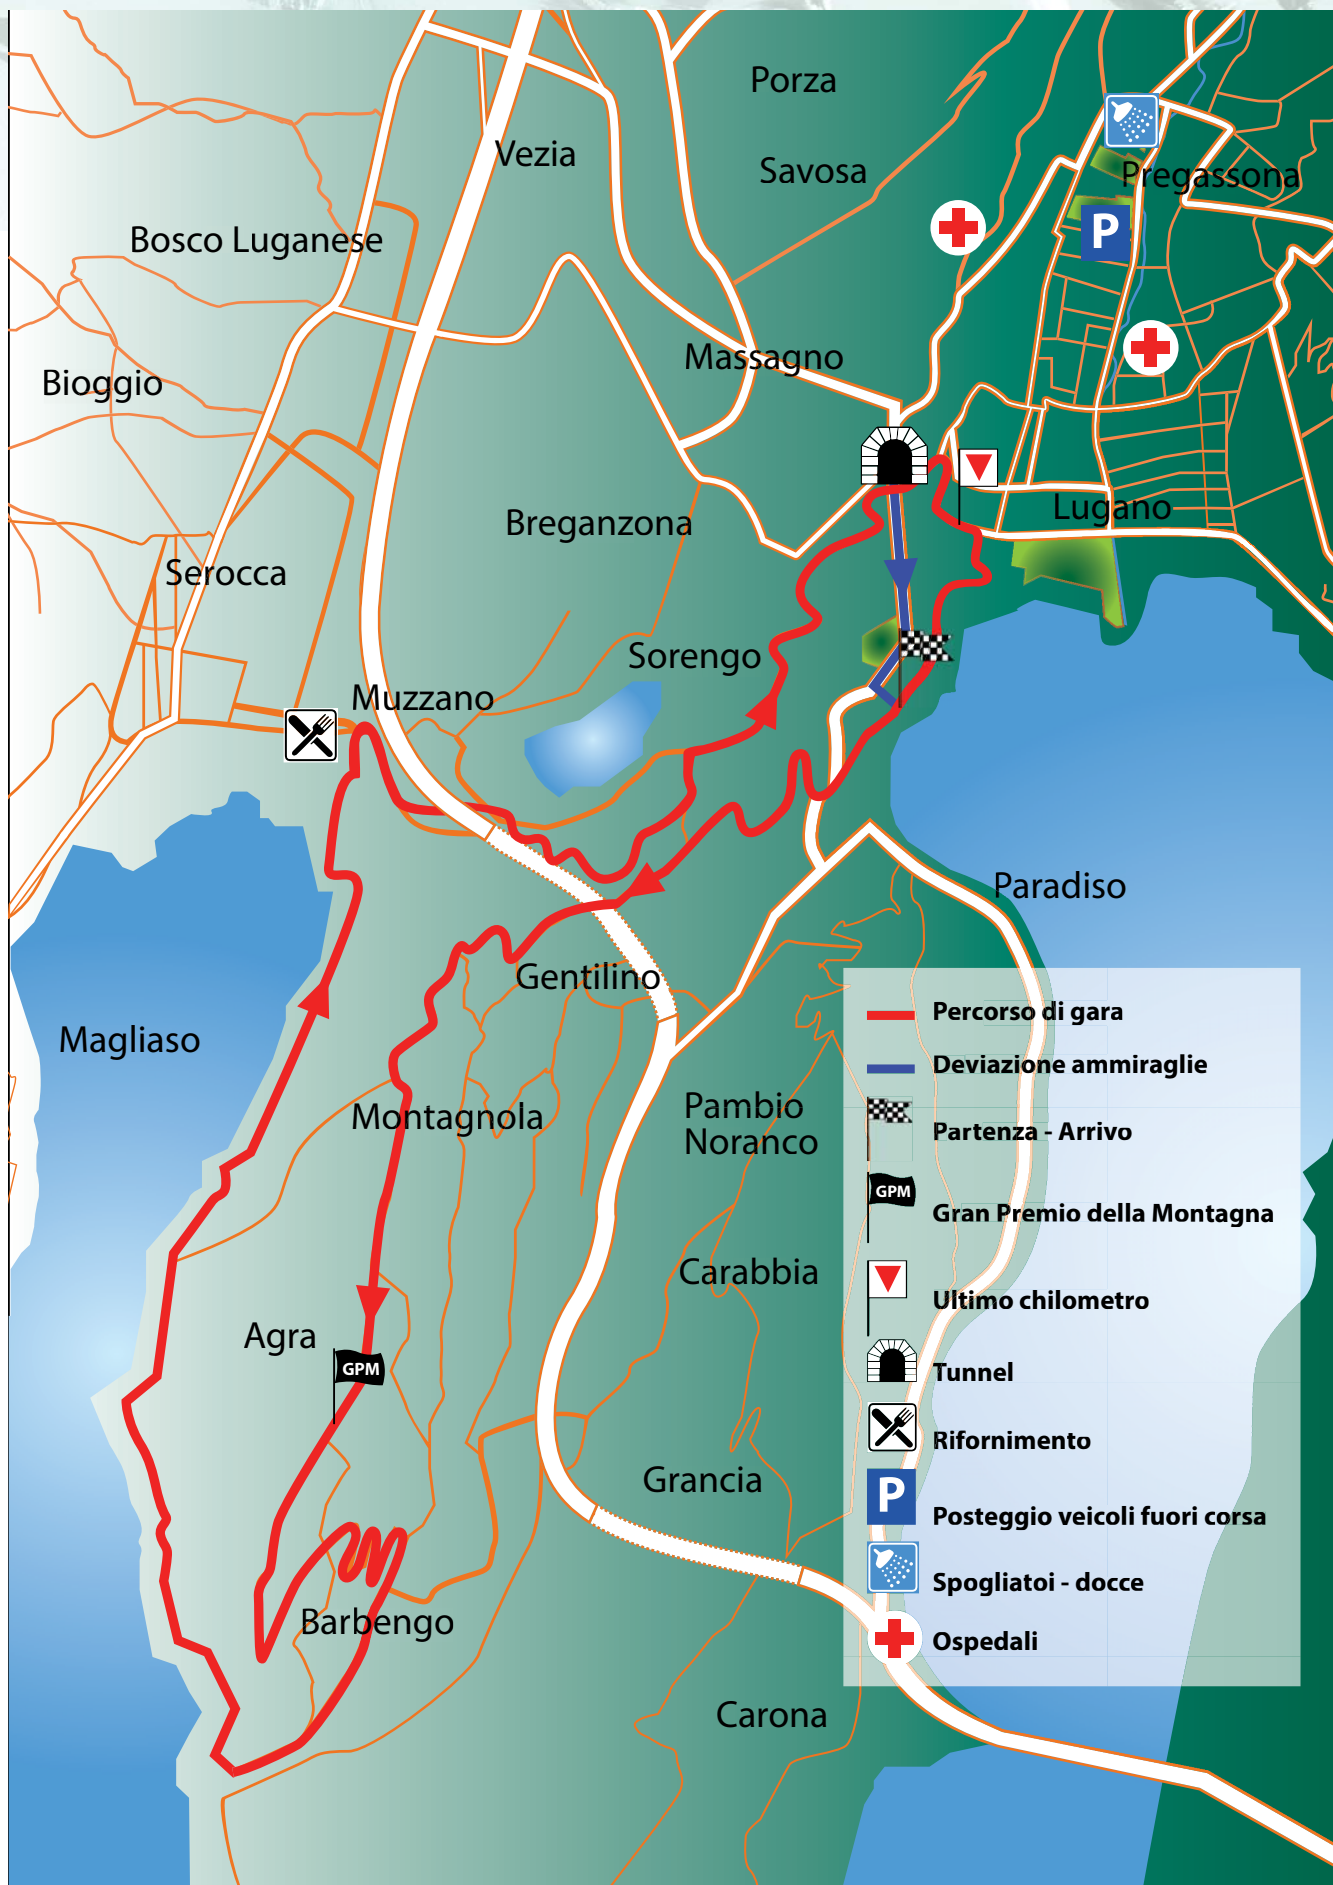 Porza
Vezia
Savosa
Pregassona
P
Bosco Luganese
Massagno
Bioggio
Lugano
Breganzona
Serocca
Sorengo
Muzzano
Paradiso
Gentilino
Magliaso
Percorso di gara
Deviazione ammiraglie
Montagnola
Pambio
Noranco
Partenza - Arrivo
GPM
Gran Premio della Montagna
Carabbia
Ultimo chilometro
Agra
GPM
Tunnel
Rifornimento
Grancia
P
Posteggio veicoli fuori corsa
Spogliatoi - docce
Barbengo
Ospedali
Carona